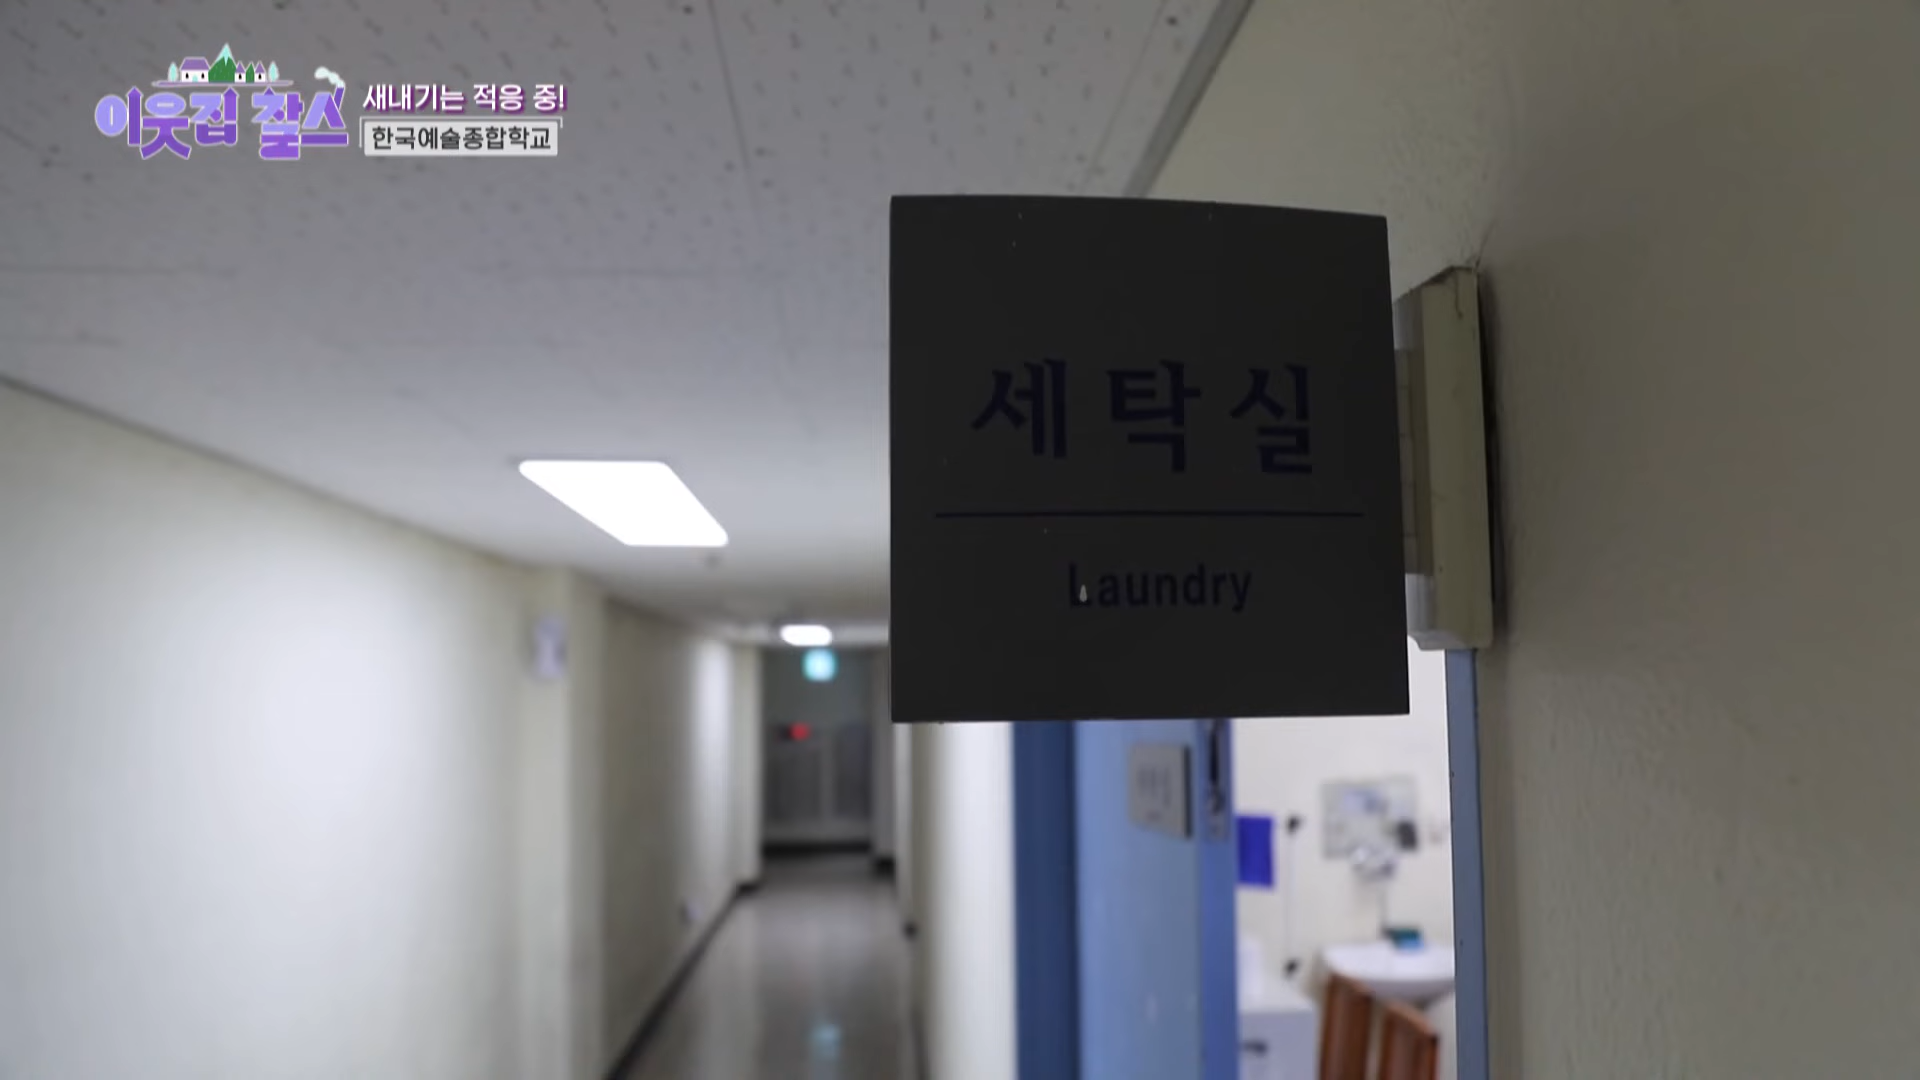 이웃집 찰스
새내기는 적응 중!
한국예술종합학교
세탁실
Laundry